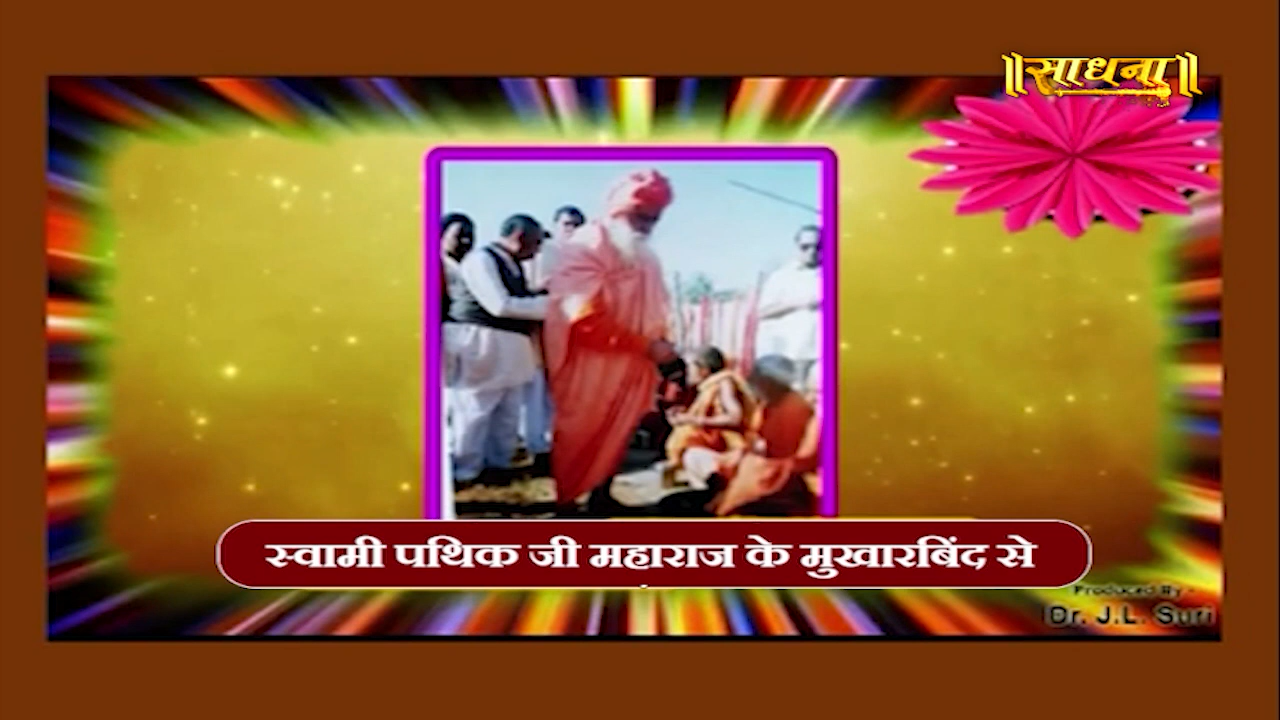 ॥साधना॥
स्वामी पथिक जी महाराज के मुखारबिंद से
Produced By -
Dr. J.L. Suri